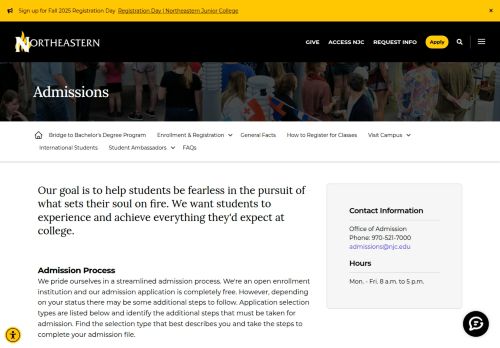 Sign up for Fall 2025 Registration Day Registration Day | Northeastern Junior College ×
NORTHEASTERN GIVE ACCESS NJC REQUEST INFO Apply
Admissions
Bridge to Bachelor's Degree Program Enrollment & Registration General Facts How to Register for Classes Visit Campus
International Students Student Ambassadors FAQs
Our goal is to help students be fearless in the pursuit of
what sets their soul on fire. We want students to
experience and achieve everything they'd expect at
college.
Admission Process
We pride ourselves in a streamlined admission process. We're an open enrollment
institution and our admission application is completely free. However, depending
on your status there may be some additional steps to follow. Application selection
types are listed below and identify the additional steps that must be taken for
admission. Find the selection type that best describes you and take the steps to
complete your admission file.
Contact Information
Office of Admission
Phone: 970-521-7000
admissions@njc.edu
Hours
Mon. - Fri. 8 a.m. to 5 p.m.